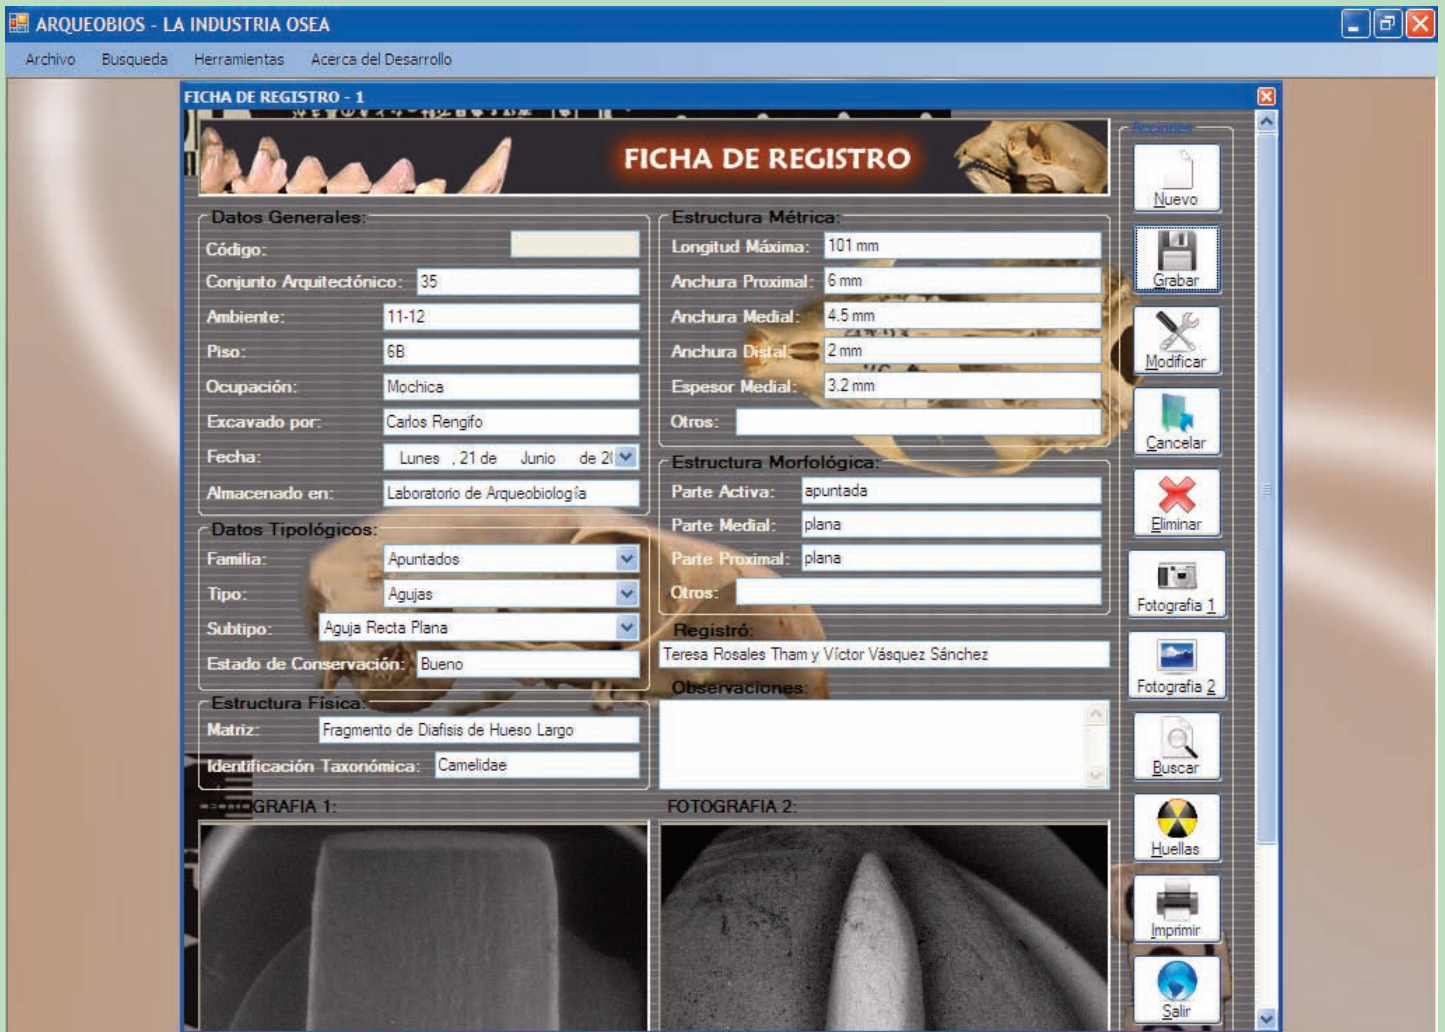 ARQUEOBIOS - LA INDUSTRIA OSEA
Archivo Busqueda Herramientas Acerca del Desarrollo
FICHA DE REGISTRO - 1
FICHA DE REGISTRO
Datos Generales:
Código:
Conjunto Arquitectónico: 35
Ambiente: 11-12
Piso: 6B
Ocupación: Mochica
Excavado por: Carlos Rengifo
Fecha: Lunes , 21 de Junio de
Almacenado en: Laboratorio de Arqueobiología
Datos Tipológicos:
Familia: Apuntados
Tipo: Agujas
Subtipo: Aguja Recta Plana
Estado de Conservación: Bueno
Estructura Física:
Matriz: Fragmento de Diafisis de Hueso Largo
Identificación Taxonómica: Camelidae
FOTOGRAFIA 1:
Estructura Métrica:
Longitud Máxima: 101 mm
Anchura Proximal: 6 mm
Anchura Medial: 4.5 mm
Anchura Distal: 2 mm
Espesor Medial: 3.2 mm
Otros:
Estructura Morfológica:
Parte Activa: apuntada
Parte Medial: plana
Parte Proximal: plana
Otros:
Registró:
Teresa Rosales Tham y Víctor Vásquez Sánchez
Observaciones:
FOTOGRAFIA 2:
Acciones
Nuevo
Grabar
Modificar
Cancelar
Eliminar
Fotografia 1
Fotografia 2
Buscar
Huellas
Imprimir
Salir